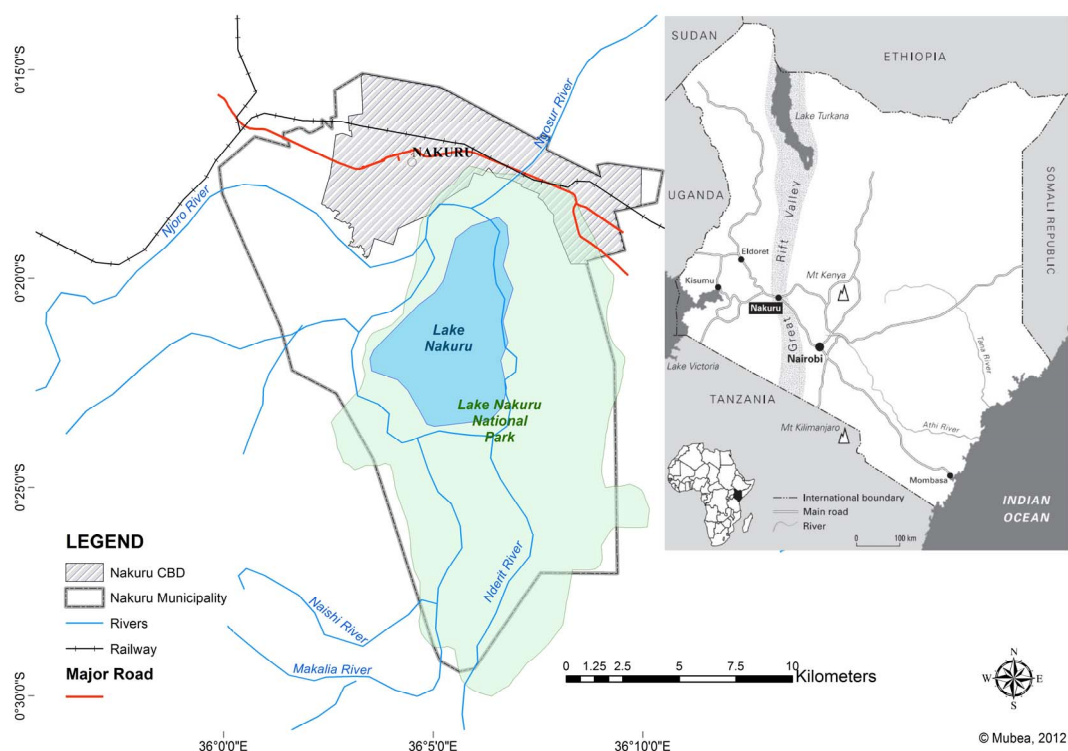 0°15'0"S
0°20'0"S
0°25'0"S
0°30'0"S
36°0'0"E
36°5'0"E
36°10'0"E
NAKURU
Ngosur River
Njoro River
Lake
Nakuru
Lake Nakuru
National
Park
Nderit River
Naishi River
Makalia River
LEGEND
Nakuru CBD
Nakuru Municipality
Rivers
Railway
Major Road
0 1.25 2.5 5 7.5 10
Kilometers
SUDAN
ETHIOPIA
Lake Turkana
UGANDA
SOMALI REPUBLIC
Great Rift Valley
Eldoret
Kisumu
Mt Kenya
Nakuru
Nairobi
Tana River
Lake Victoria
TANZANIA
Mt Kilimanjaro
Athi River
Mombasa
INDIAN
OCEAN
International boundary
Main road
River
0 100 km
N
W E
S
© Mubea, 2012